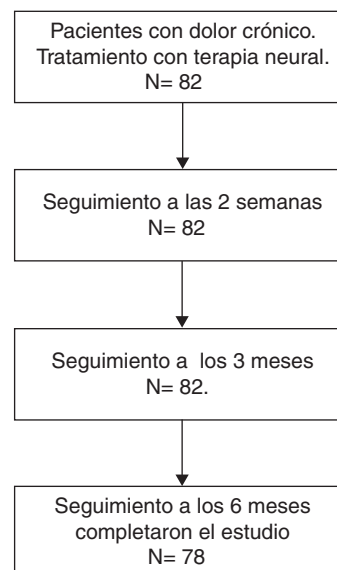 Pacientes con dolor crónico.
Tratamiento con terapia neural.
N= 82
Seguimiento a las 2 semanas
N= 82
Seguimiento a los 3 meses
N= 82.
Seguimiento a los 6 meses
completaron el estudio
N= 78